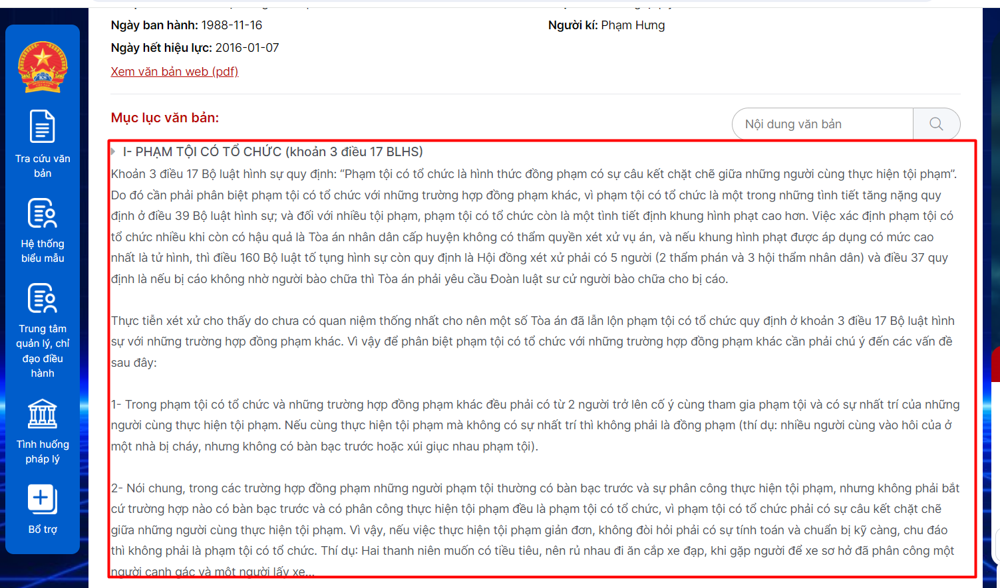 Ngày ban hành: 1988-11-16
Người kí: Phạm Hưng
Ngày hết hiệu lực: 2016-01-07
Xem văn bản web (pdf)
Mục lục văn bản:
Nội dung văn bản
KS
Tra cứu văn
bản
Hệ thống
biểu mẫu
Trung tâm
quản lý, chỉ
đạo điều
hành
Tình huống
pháp lý
Bổ trợ
I- PHẠM TỘI CÓ TỔ CHỨC (khoản 3 điều 17 BLHS)
Khoản 3 điều 17 Bộ luật hình sự quy định: “Phạm tội có tổ chức là hình thức đồng phạm có sự câu kết chặt chẽ giữa những người cùng thực hiện tội phạm”.
Do đó cần phải phân biệt phạm tội có tổ chức với những trường hợp đồng phạm khác, vì phạm tội có tổ chức là một trong những tình tiết tăng nặng quy
định ở điều 39 Bộ luật hình sự; và đối với nhiều tội phạm, phạm tội có tổ chức còn là một tình tiết định khung hình phạt cao hơn. Việc xác định phạm tội có
tổ chức nhiều khi còn có hậu quả là Tòa án nhân dân cấp huyện không có thẩm quyền xét xử vụ án, và nếu khung hình phạt được áp dụng có mức cao
nhất là tử hình, thì điều 160 Bộ luật tố tụng hình sự còn quy định là Hội đồng xét xử phải có 5 người (2 thẩm phán và 3 hội thẩm nhân dân) và điều 37 quy
định là nếu bị cáo không nhờ người bào chữa thì Tòa án phải yêu cầu Đoàn luật sư cử người bào chữa cho bị cáo.
Thực tiễn xét xử cho thấy do chưa có quan niệm thống nhất cho nên một số Tòa án đã lẫn lộn phạm tội có tổ chức quy định ở khoản 3 điều 17 Bộ luật hình
sự với những trường hợp đồng phạm khác. Vì vậy để phân biệt phạm tội có tổ chức với những trường hợp đồng phạm khác cần phải chú ý đến các vấn đề
sau đây:
1- Trong phạm tội có tổ chức và những trường hợp đồng phạm khác đều phải có từ 2 người trở lên cố ý cùng tham gia phạm tội và có sự nhất trí của những
người cùng thực hiện tội phạm. Nếu cùng thực hiện tội phạm mà không có sự nhất trí thì không phải là đồng phạm (thí dụ: nhiều người cùng vào hôi của ở
một nhà bị cháy, nhưng không có bàn bạc trước hoặc xúi giục nhau phạm tội).
2- Nói chung, trong các trường hợp đồng phạm những người phạm tội thường có bàn bạc trước và sự phân công thực hiện tội phạm, nhưng không phải bất
cứ trường hợp nào có bàn bạc trước và có phân công thực hiện tội phạm đều là phạm tội có tổ chức, vì phạm tội có tổ chức phải có sự câu kết chặt chẽ
giữa những người cùng thực hiện tội phạm. Vì vậy, nếu việc thực hiện tội phạm giản đơn, không đòi hỏi phải có sự tính toán và chuẩn bị kỹ càng, chu đáo
thì không phải là phạm tội có tổ chức. Thí dụ: Hai thanh niên muốn có tiều tiêu, nên rủ nhau đi ăn cắp xe đạp, khi gặp người để xe sơ hở đã phân công một
người canh gác và một người lấy xe...